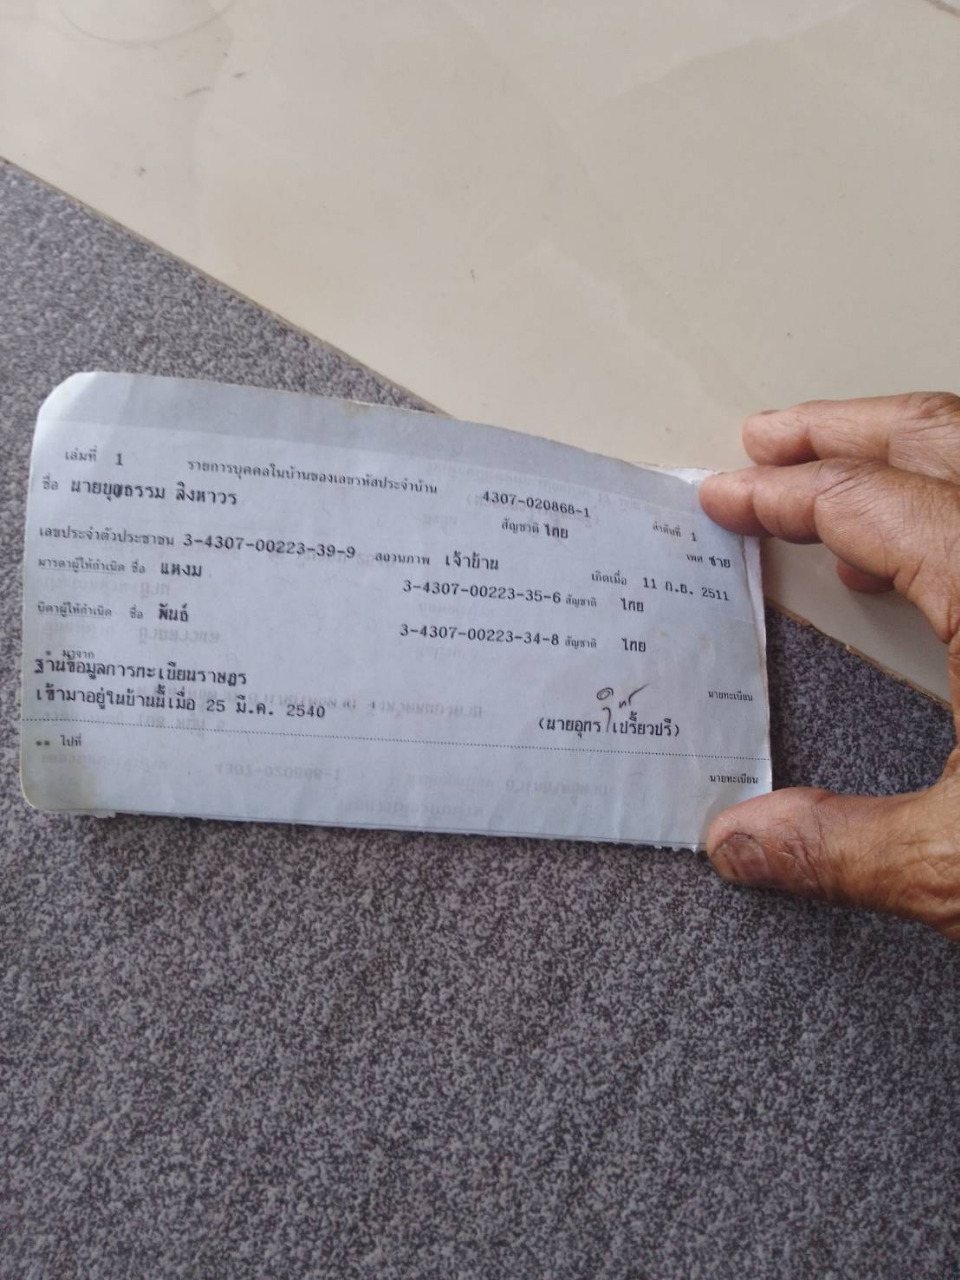 เล่มที่ 1 รายการบุคคลในบ้านของเลขรหัสประจำบ้าน 4307-020868-1 ลำดับที่ 1
ชื่อ นายยุทธรรม สิงหาวร สัญชาติ ไทย เพศ ชาย
เลขประจำตัวประชาชน 3-4307-00223-39-9 สถานภาพ เจ้าบ้าน เกิดเมื่อ 11 ก.ย. 2511
มารดาผู้ให้กำเนิด ชื่อ แหงม 3-4307-00223-35-6 สัญชาติ ไทย
บิดาผู้ให้กำเนิด ชื่อ พันธ์ 3-4307-00223-34-8 สัญชาติ ไทย
* มาจาก
ฐานข้อมูลการทะเบียนราษฎร นายทะเบียน
เข้ามาอยู่ในบ้านนี้เมื่อ 25 มี.ค. 2540 (นายอุกร เปรี้ยวปรี)
** ไปที่ นายทะเบียน